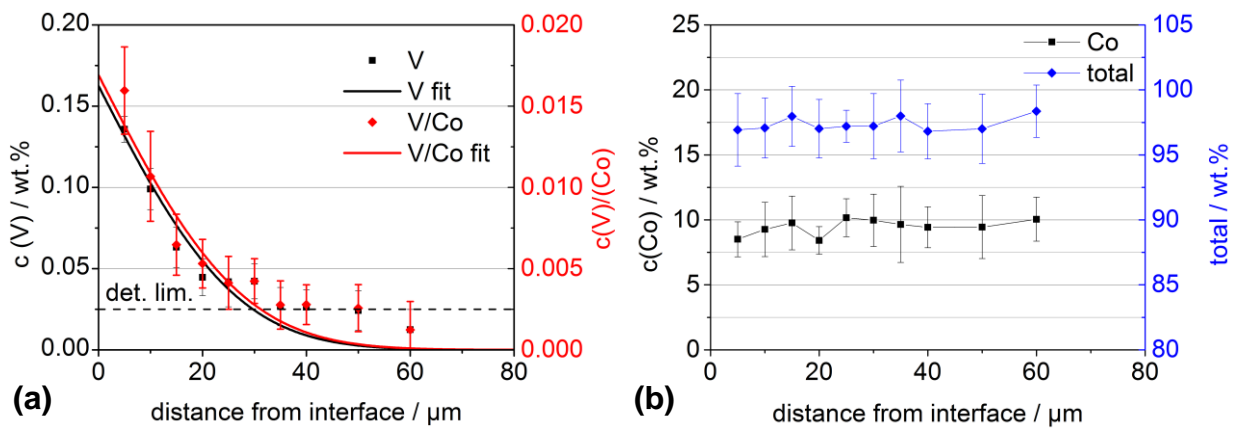 0.20
0.15
0.10
0.05
0.00
c (V) / wt.%
V
V fit
V/Co
V/Co fit
det. lim.
0.020
0.015
0.010
0.005
0.000
c(V)/(Co)
0
20
40
60
80
distance from interface / µm
(a)
25
20
15
10
5
0
c(Co) / wt.%
Co
total
105
100
95
90
85
80
total / wt.%
0
20
40
60
80
distance from interface / µm
(b)